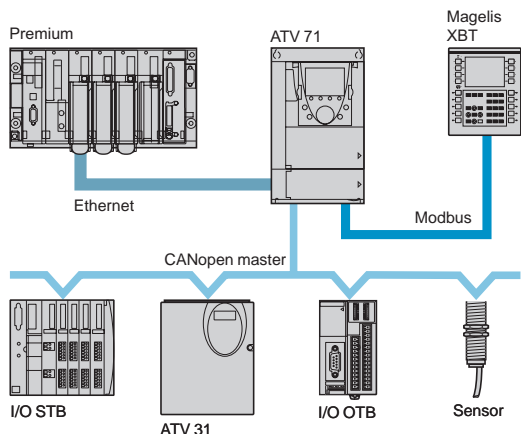 Premium
ATV 71
Magelis
XBT
Ethernet
Modbus
CANopen master
I/O STB
ATV 31
I/O OTB
Sensor